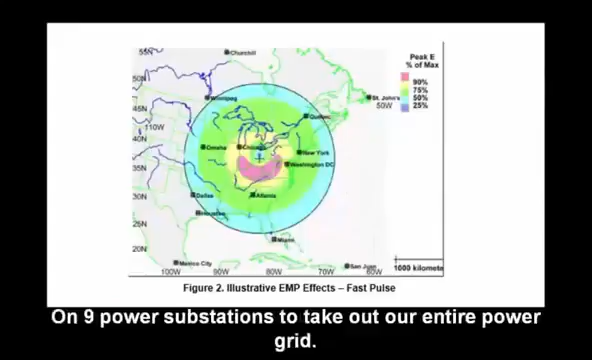 55N
Churchill
Peak E
% of Max
50N
90%
75%
50%
25%
Winnipeg
St. John's
50W
45N
110W
Quebec
40N
Omaha
Chicago
New York
Washington DC
35N
30N
Dallas
Atlanta
Houston
25N
Miami
20N
Mexico City
San Juan
100W
90W
80W
70W
60W
1000 kilomete
Figure 2. Illustrative EMP Effects – Fast Pulse
On 9 power substations to take out our entire power
grid.